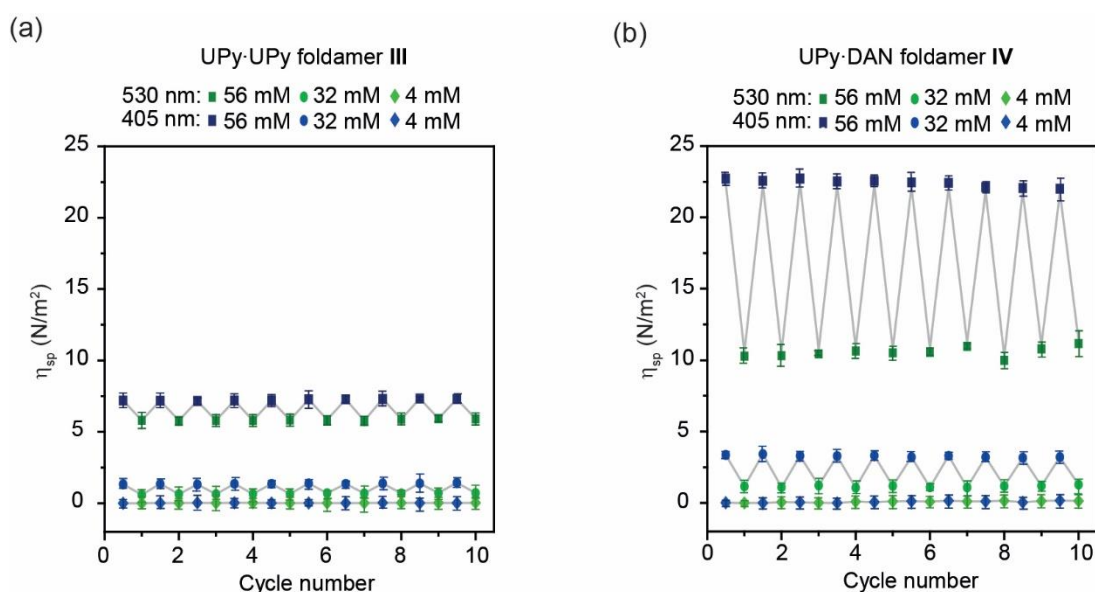 (a)
UPy·UPy foldamer III
530 nm: 56 mM 32 mM 4 mM
405 nm: 56 mM 32 mM 4 mM
25
20
15
10
5
0
ηsp (N/m²)
0 2 4 6 8 10
Cycle number
(b)
UPy·DAN foldamer IV
530 nm: 56 mM 32 mM 4 mM
405 nm: 56 mM 32 mM 4 mM
25
20
15
10
5
0
ηsp (N/m²)
0 2 4 6 8 10
Cycle number